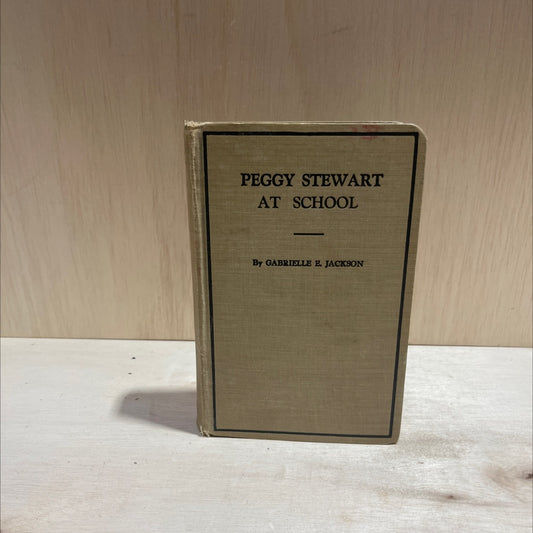 PEGGY STEWART
AT SCHOOL
By GABRIELLE E. JACKSON